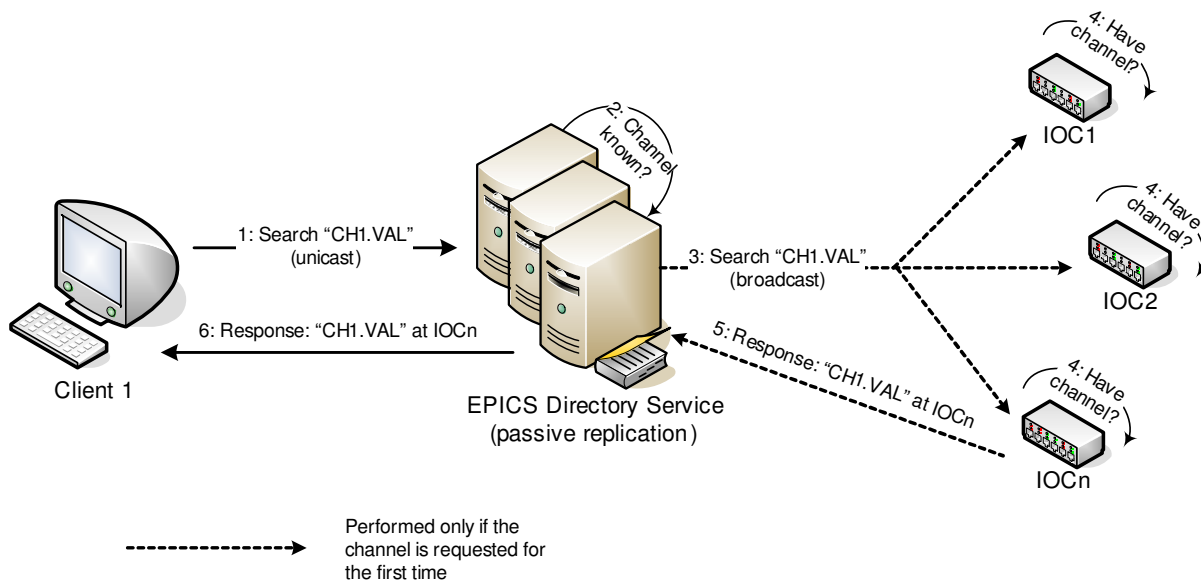 4: Have
channel?
IOC1
2: Channel
known?
1: Search “CH1.VAL”
(unicast)
3: Search “CH1.VAL”
(broadcast)
4: Have
channel?
IOC2
6: Response: “CH1.VAL” at IOCn
5: Response: “CH1.VAL” at IOCn
Client 1
EPICS Directory Service
(passive replication)
4: Have
channel?
IOCn
Performed only if the
channel is requested for
the first time